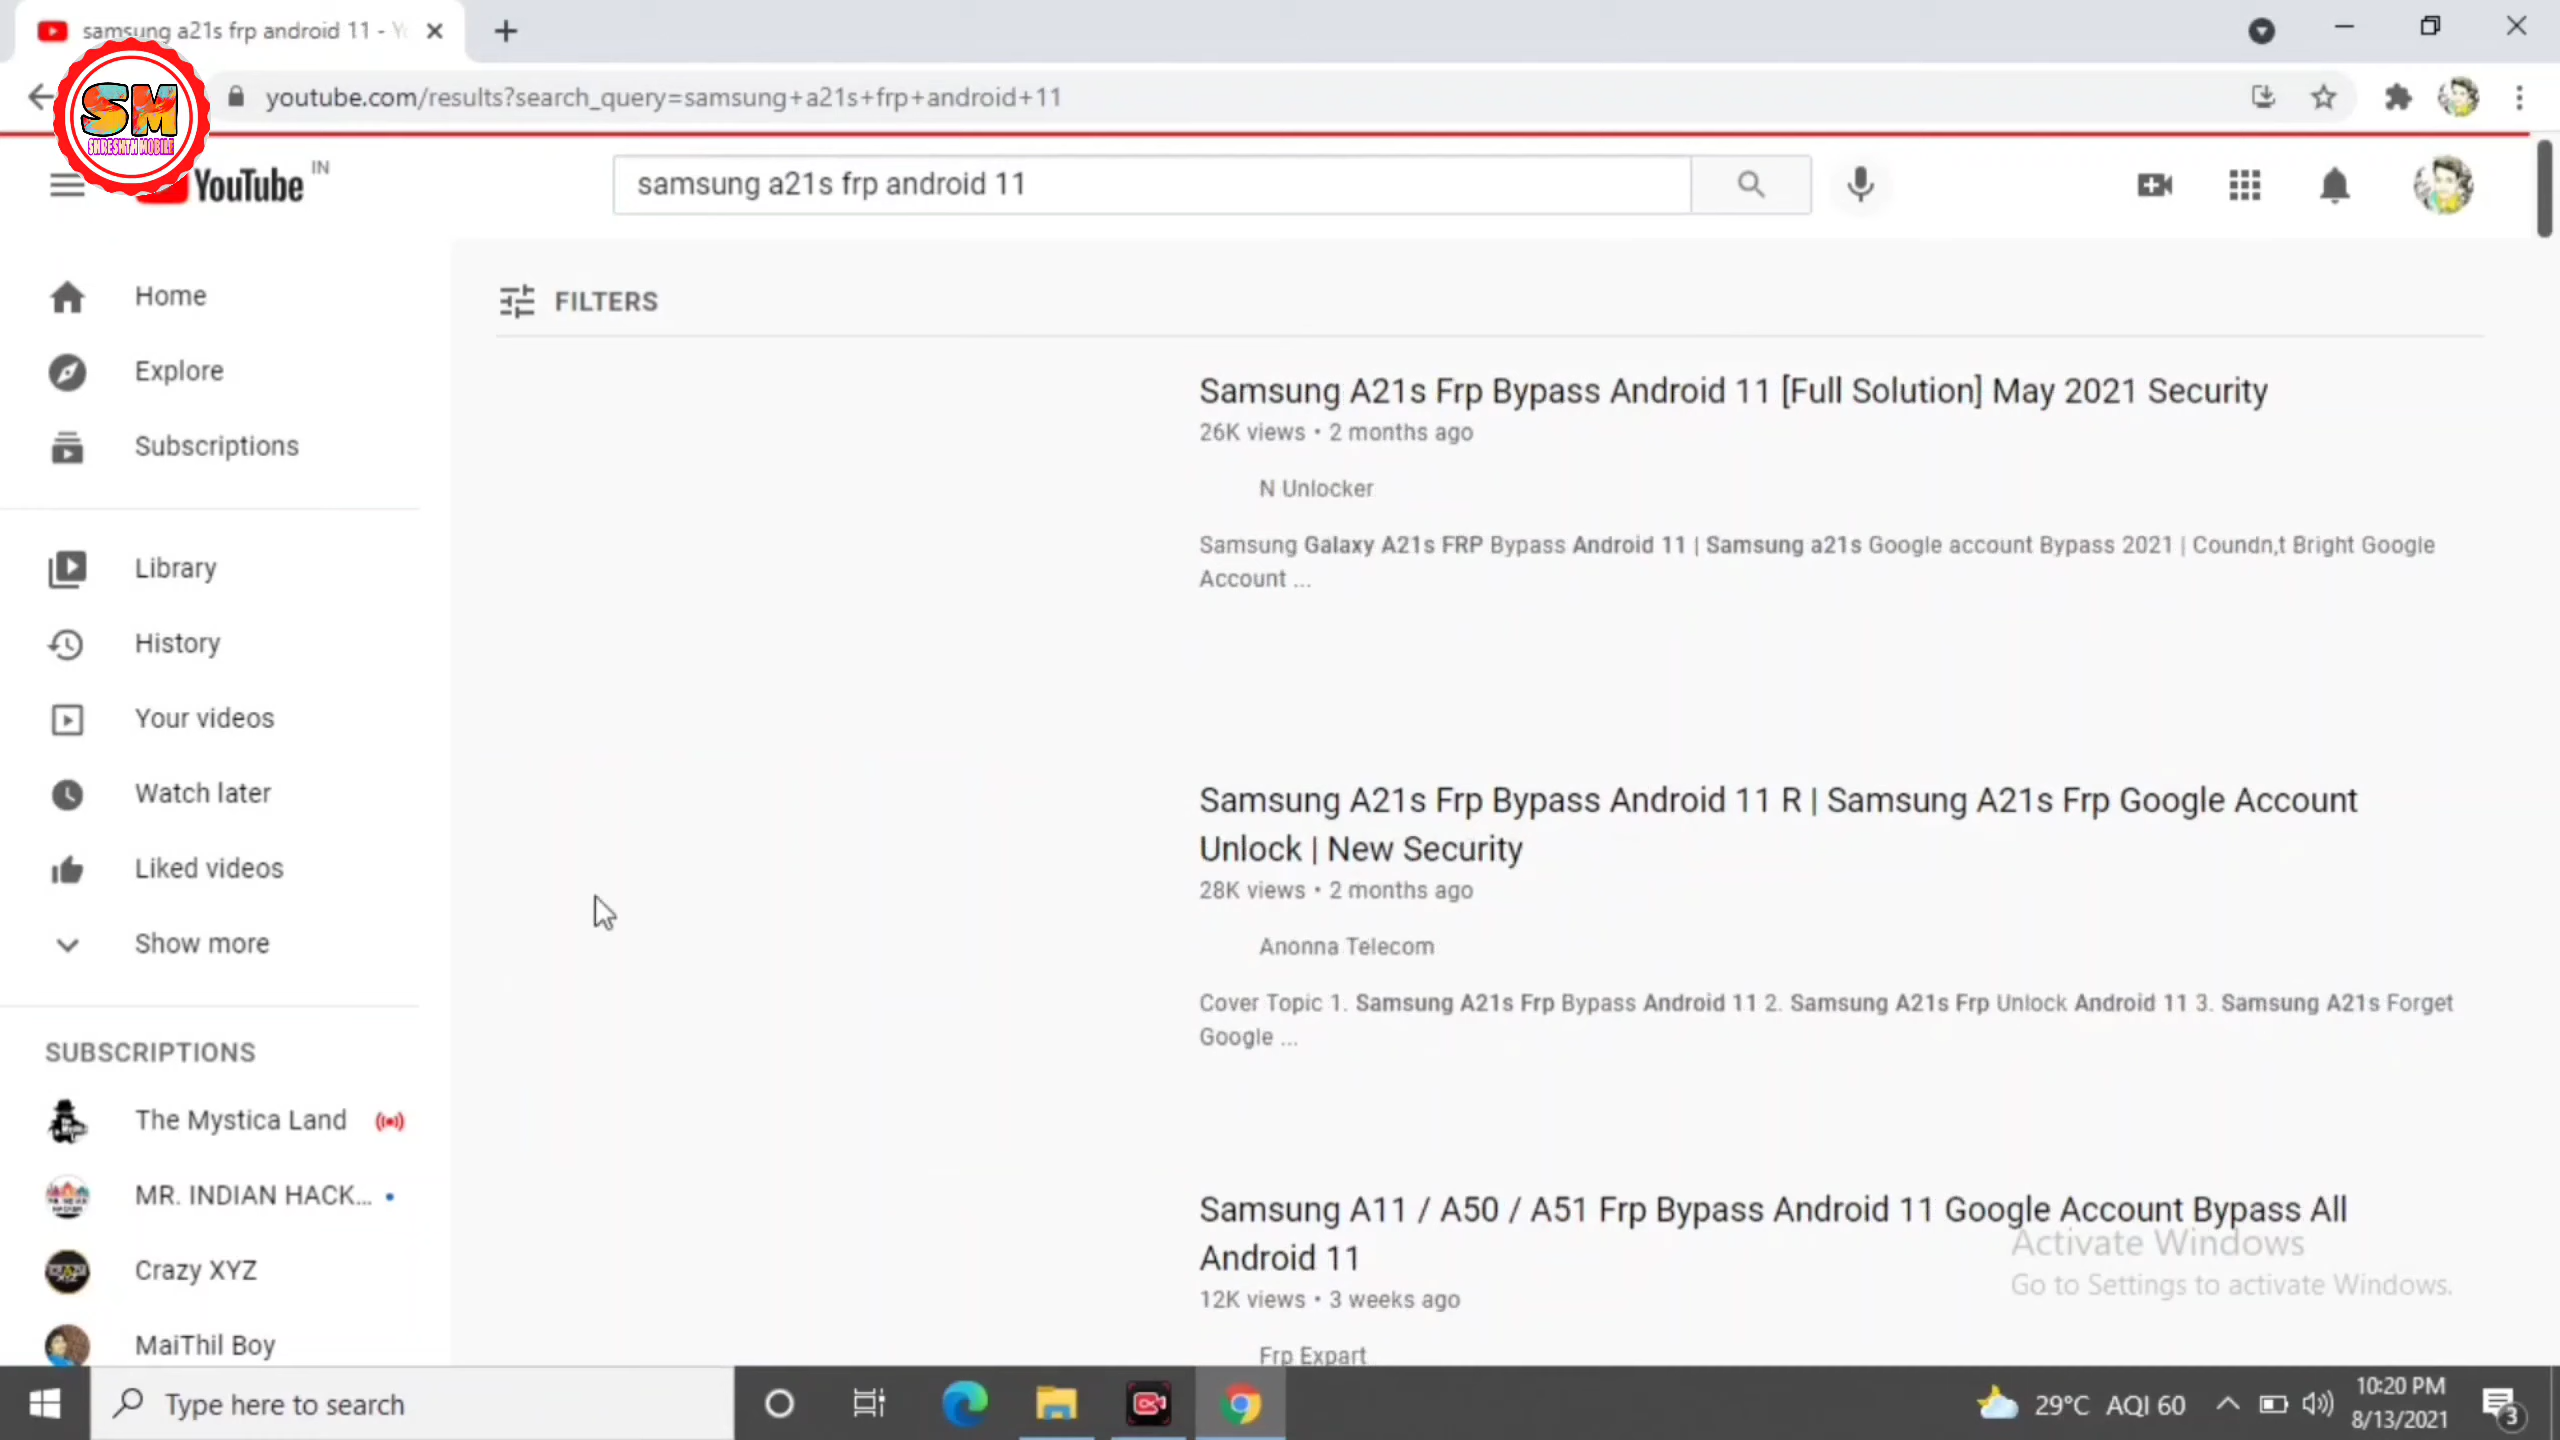 samsung a21s frp android 11 - Y
SM
SHRESHTH MOBILE
youtube.com/results?search_query=samsung+a21s+frp+android+11
YouTube IN
samsung a21s frp android 11
Home
Explore
Subscriptions
Library
History
Your videos
Watch later
Liked videos
Show more
SUBSCRIPTIONS
The Mystica Land
MR. INDIAN HACK...
Crazy XYZ
MaiThil Boy
FILTERS
Samsung A21s Frp Bypass Android 11 [Full Solution] May 2021 Security
26K views • 2 months ago
N Unlocker
Samsung Galaxy A21s FRP Bypass Android 11 | Samsung a21s Google account Bypass 2021 | Coundn,t Bright Google
Account ...
Samsung A21s Frp Bypass Android 11 R | Samsung A21s Frp Google Account
Unlock | New Security
28K views • 2 months ago
Anonna Telecom
Cover Topic 1. Samsung A21s Frp Bypass Android 11 2. Samsung A21s Frp Unlock Android 11 3. Samsung A21s Forget
Google ...
Samsung A11 / A50 / A51 Frp Bypass Android 11 Google Account Bypass All
Android 11
12K views • 3 weeks ago
Frp Expart
Activate Windows
Go to Settings to activate Windows.
Type here to search
29°C AQI 60
10:20 PM
8/13/2021
3